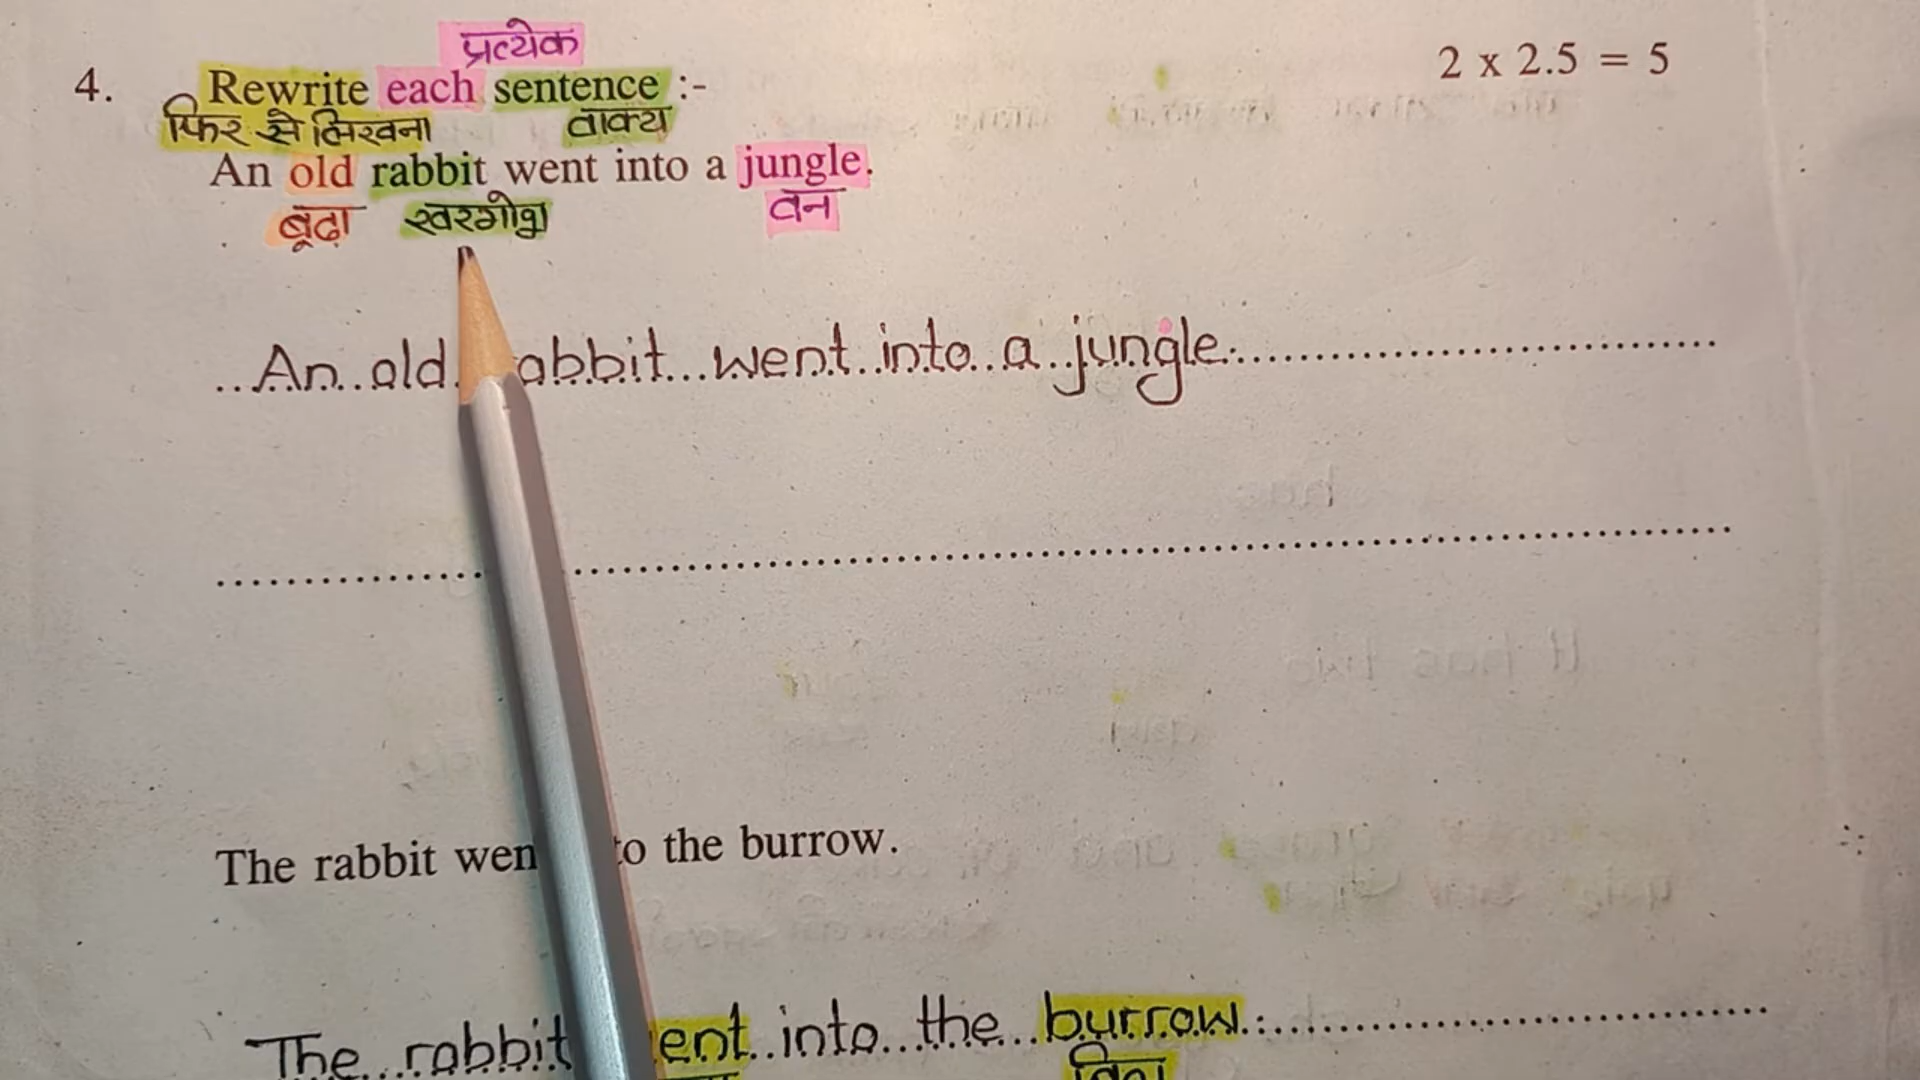 प्रत्येक
4. Rewrite each sentence :- 2 x 2.5 = 5
फिर से लिखना वाक्य
An old rabbit went into a jungle.
बूढ़ा खरगोश वन
An old abbit went into a jungle.
The rabbit wen to the burrow.
The rabbit ent into the burrow.